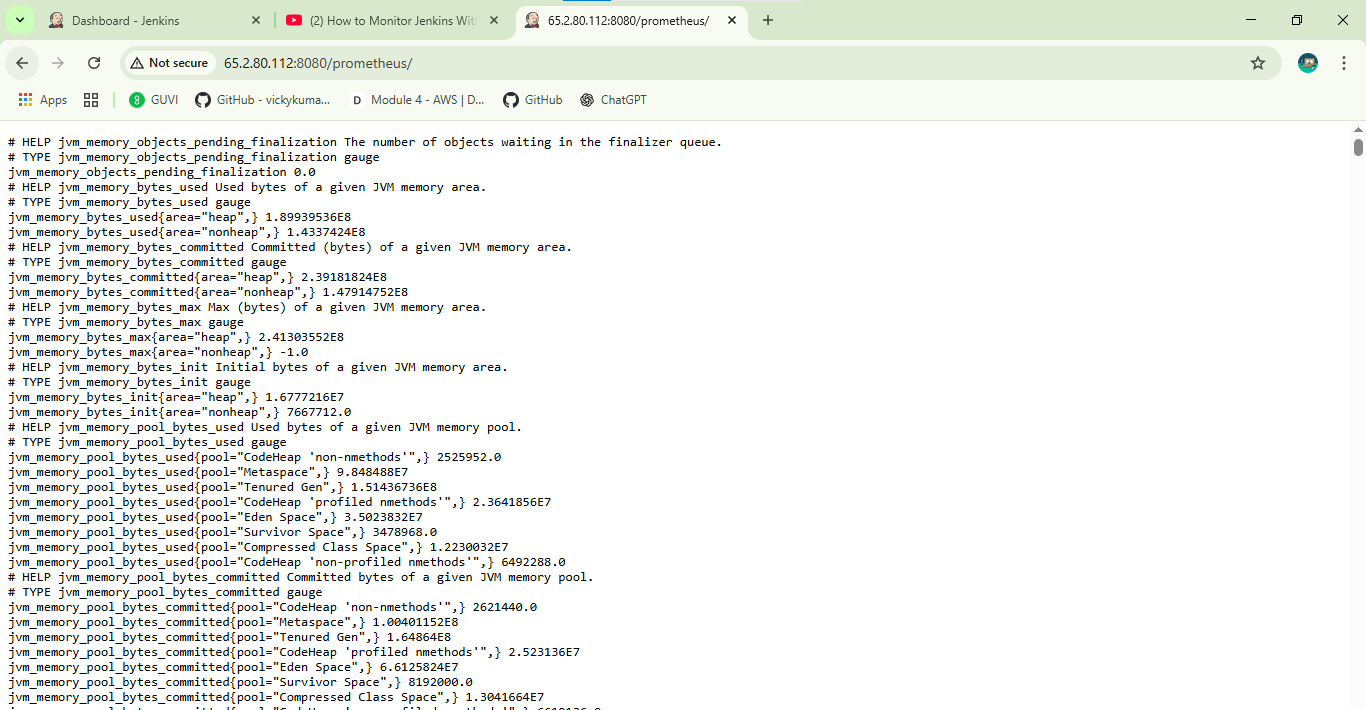 Dashboard - Jenkins
(2) How to Monitor Jenkins Wit
65.2.80.112:8080/prometheus/
Not secure
65.2.80.112:8080/prometheus/
Apps
GUVI
GitHub - vickykuma...
D Module 4 - AWS | D...
GitHub
ChatGPT
# HELP jvm_memory_objects_pending_finalization The number of objects waiting in the finalizer queue.
# TYPE jvm_memory_objects_pending_finalization gauge
jvm_memory_objects_pending_finalization 0.0
# HELP jvm_memory_bytes_used Used bytes of a given JVM memory area.
# TYPE jvm_memory_bytes_used gauge
jvm_memory_bytes_used{area="heap",} 1.89939536E8
jvm_memory_bytes_used{area="nonheap",} 1.4337424E8
# HELP jvm_memory_bytes_committed Committed (bytes) of a given JVM memory area.
# TYPE jvm_memory_bytes_committed gauge
jvm_memory_bytes_committed{area="heap",} 2.39181824E8
jvm_memory_bytes_committed{area="nonheap",} 1.47914752E8
# HELP jvm_memory_bytes_max Max (bytes) of a given JVM memory area.
# TYPE jvm_memory_bytes_max gauge
jvm_memory_bytes_max{area="heap",} 2.41303552E8
jvm_memory_bytes_max{area="nonheap",} -1.0
# HELP jvm_memory_bytes_init Initial bytes of a given JVM memory area.
# TYPE jvm_memory_bytes_init gauge
jvm_memory_bytes_init{area="heap",} 1.6777216E7
jvm_memory_bytes_init{area="nonheap",} 7667712.0
# HELP jvm_memory_pool_bytes_used Used bytes of a given JVM memory pool.
# TYPE jvm_memory_pool_bytes_used gauge
jvm_memory_pool_bytes_used{pool="CodeHeap 'non-nmethods'",} 2525952.0
jvm_memory_pool_bytes_used{pool="Metaspace",} 9.848488E7
jvm_memory_pool_bytes_used{pool="Tenured Gen",} 1.51436736E8
jvm_memory_pool_bytes_used{pool="CodeHeap 'profiled nmethods'",} 2.3641856E7
jvm_memory_pool_bytes_used{pool="Eden Space",} 3.5023832E7
jvm_memory_pool_bytes_used{pool="Survivor Space",} 3478968.0
jvm_memory_pool_bytes_used{pool="Compressed Class Space",} 1.2230032E7
jvm_memory_pool_bytes_used{pool="CodeHeap 'non-profiled nmethods'",} 6492288.0
# HELP jvm_memory_pool_bytes_committed Committed bytes of a given JVM memory pool.
# TYPE jvm_memory_pool_bytes_committed gauge
jvm_memory_pool_bytes_committed{pool="CodeHeap 'non-nmethods'",} 2621440.0
jvm_memory_pool_bytes_committed{pool="Metaspace",} 1.00401152E8
jvm_memory_pool_bytes_committed{pool="Tenured Gen",} 1.64864E8
jvm_memory_pool_bytes_committed{pool="CodeHeap 'profiled nmethods'",} 2.523136E7
jvm_memory_pool_bytes_committed{pool="Eden Space",} 6.6125824E7
jvm_memory_pool_bytes_committed{pool="Survivor Space",} 8192000.0
jvm_memory_pool_bytes_committed{pool="Compressed Class Space",} 1.3041664E7